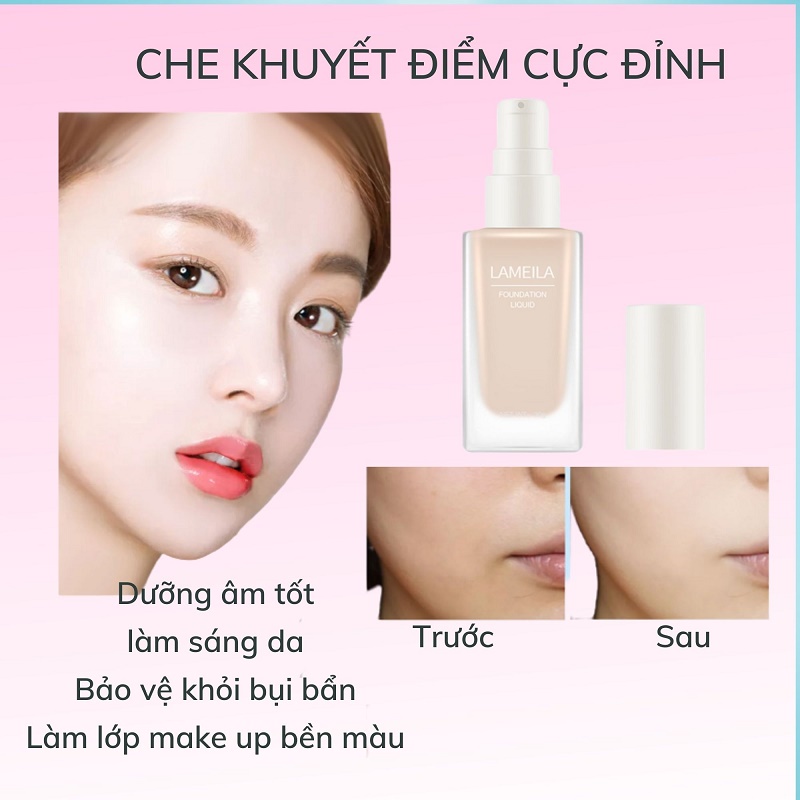 CHE KHUYẾT ĐIỂM CỰC ĐỈNH
LAMEILA
FOUNDATION
LIQUID
Trước
Sau
Dưỡng âm tốt
làm sáng da
Bảo vệ khỏi bụi bẩn
Làm lớp make up bền màu